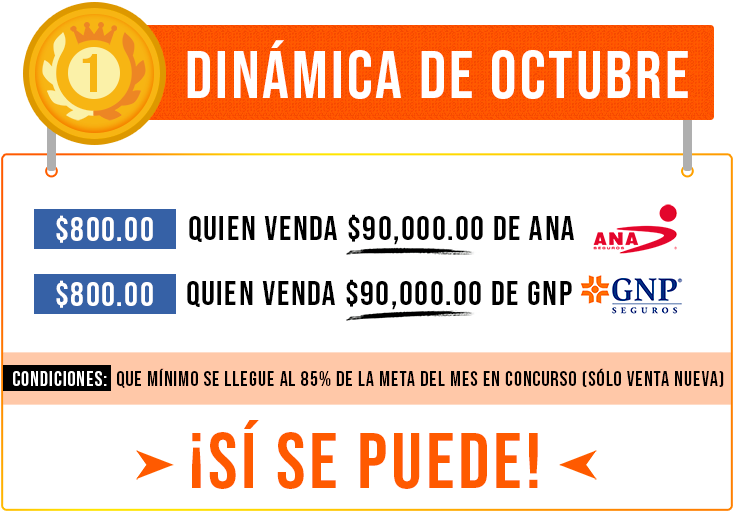 1
DINÁMICA DE OCTUBRE
$800.00 QUIEN VENDA $90,000.00 DE ANA ANA SEGUROS
$800.00 QUIEN VENDA $90,000.00 DE GNP GNP® SEGUROS
CONDICIONES: QUE MÍNIMO SE LLEGUE AL 85% DE LA META DEL MES EN CONCURSO (SÓLO VENTA NUEVA)
¡SÍ SE PUEDE!